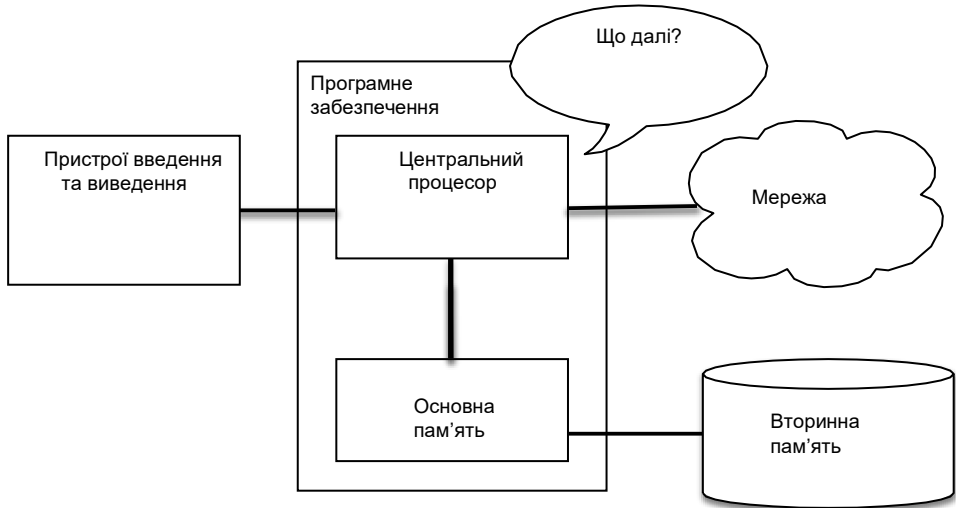 Що далі?
Програмне
забезпечення
Пристрої введення
та виведення
Центральний
процесор
Мережа
Основна
пам’ять
Вторинна
пам’ять